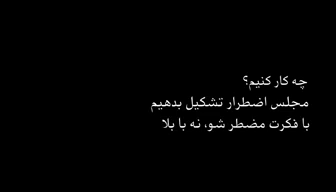 چه کار کنیم؟
مجلس اضطرار تشکیل بدهیم
با فکرت مضطر شو، نه با بلا